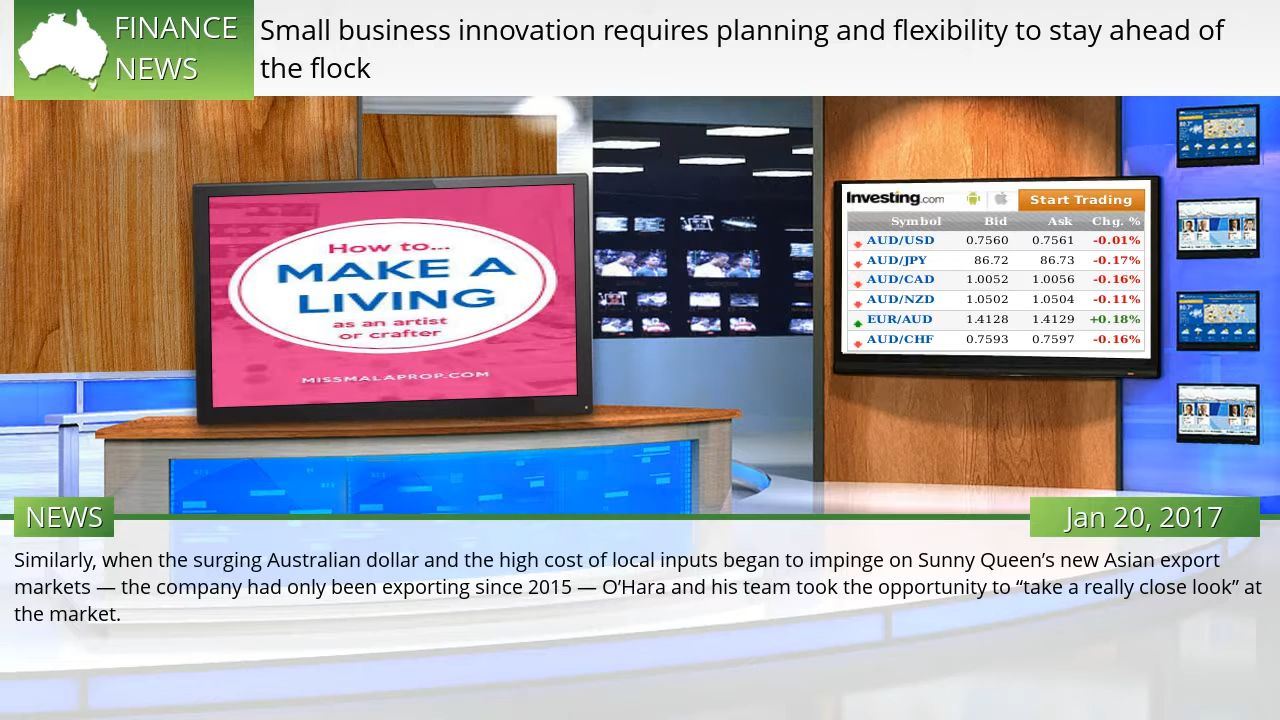 FINANCE
NEWS
Small business innovation requires planning and flexibility to stay ahead of
the flock
How to...
MAKE A
LIVING
as an artist
or crafter
MISSMALAPROP.COM
Investing.com Start Trading
Symbol Bid Ask Chg. %
AUD/USD 0.7560 0.7561 -0.01%
AUD/JPY 86.72 86.73 -0.17%
AUD/CAD 1.0052 1.0056 -0.16%
AUD/NZD 1.0502 1.0504 -0.11%
EUR/AUD 1.4128 1.4129 +0.18%
AUD/CHF 0.7593 0.7597 -0.16%
NEWS
Jan 20, 2017
Similarly, when the surging Australian dollar and the high cost of local inputs began to impinge on Sunny Queen’s new Asian export
markets — the company had only been exporting since 2015 — O’Hara and his team took the opportunity to “take a really close look” at
the market.